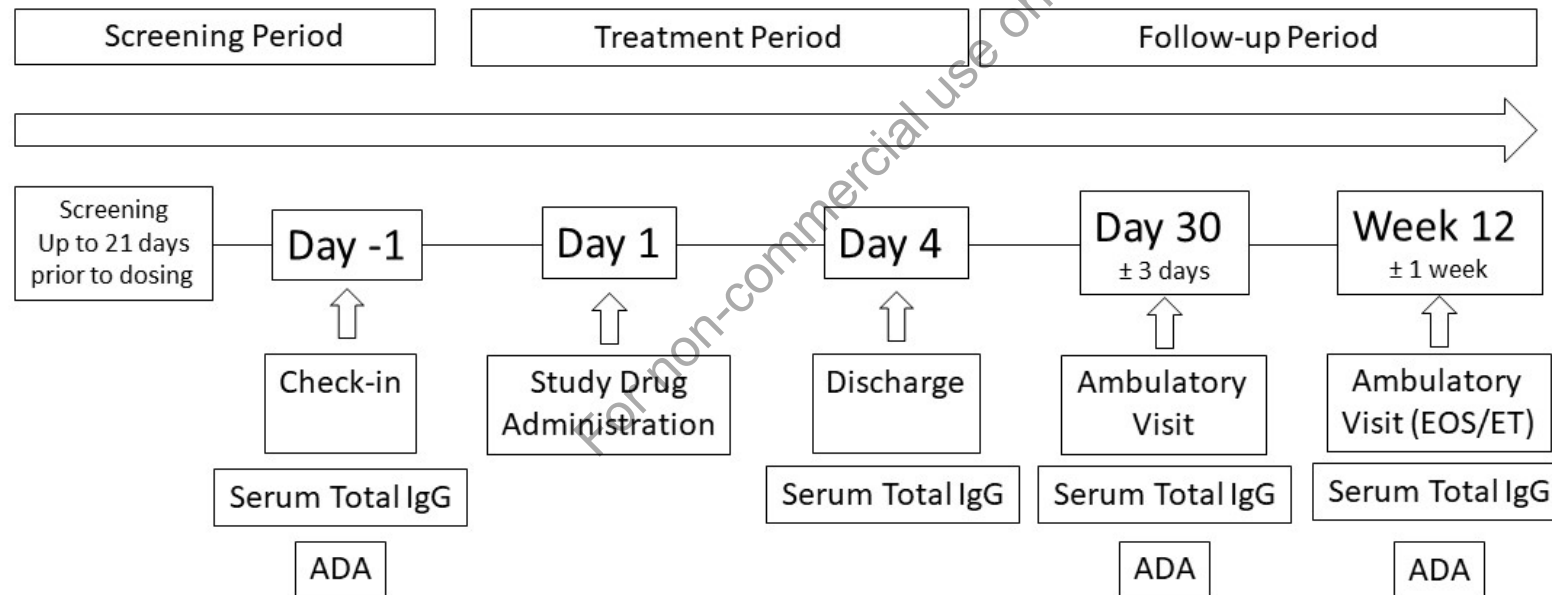 Screening Period
Treatment Period
Follow-up Period
Screening
Up to 21 days
prior to dosing
Day -1
Day 1
Day 4
Day 30
± 3 days
Week 12
± 1 week
Check-in
Study Drug
Administration
Discharge
Ambulatory
Visit
Ambulatory
Visit (EOS/ET)
Serum Total IgG
Serum Total IgG
Serum Total IgG
Serum Total IgG
ADA
ADA
ADA
For non-commercial use